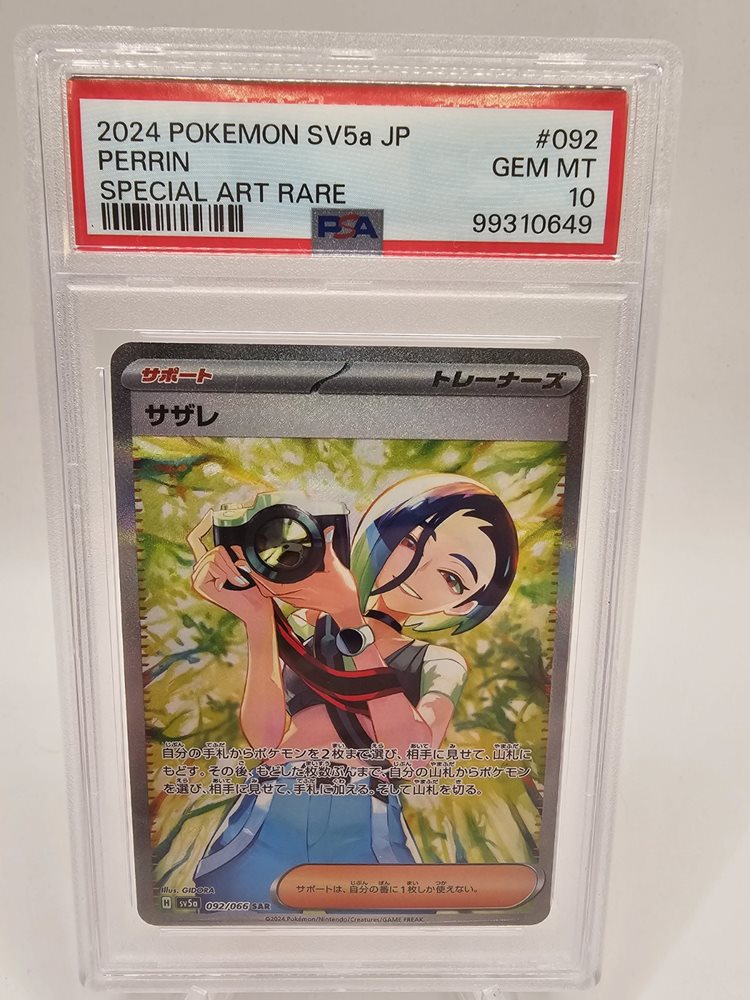 2024 POKEMON SV5a JP #092
PERRIN GEM MT
SPECIAL ART RARE 10
PSA 99310649
サポート トレーナーズ
サザレ
自分の手札からポケモンを2枚まで選び、相手に見せて、山札に
もどす。その後、もどした枚数ぶんまで、自分の山札からポケモン
を選び、相手に見せて、手札に加える。そして山札を切る。
サポートは、自分の番に1枚しか使えない。
Illus. GIDORA
H sv5a 092/066 SAR
©2024 Pokémon/Nintendo/Creatures/GAME FREAK.